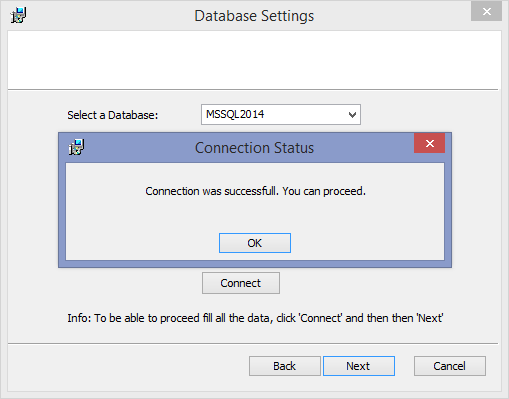 Database Settings
Select a Database: MSSQL2014
Connection Status
Connection was successfull. You can proceed.
OK
Connect
Info: To be able to proceed fill all the data, click 'Connect' and then then 'Next'
Back Next Cancel